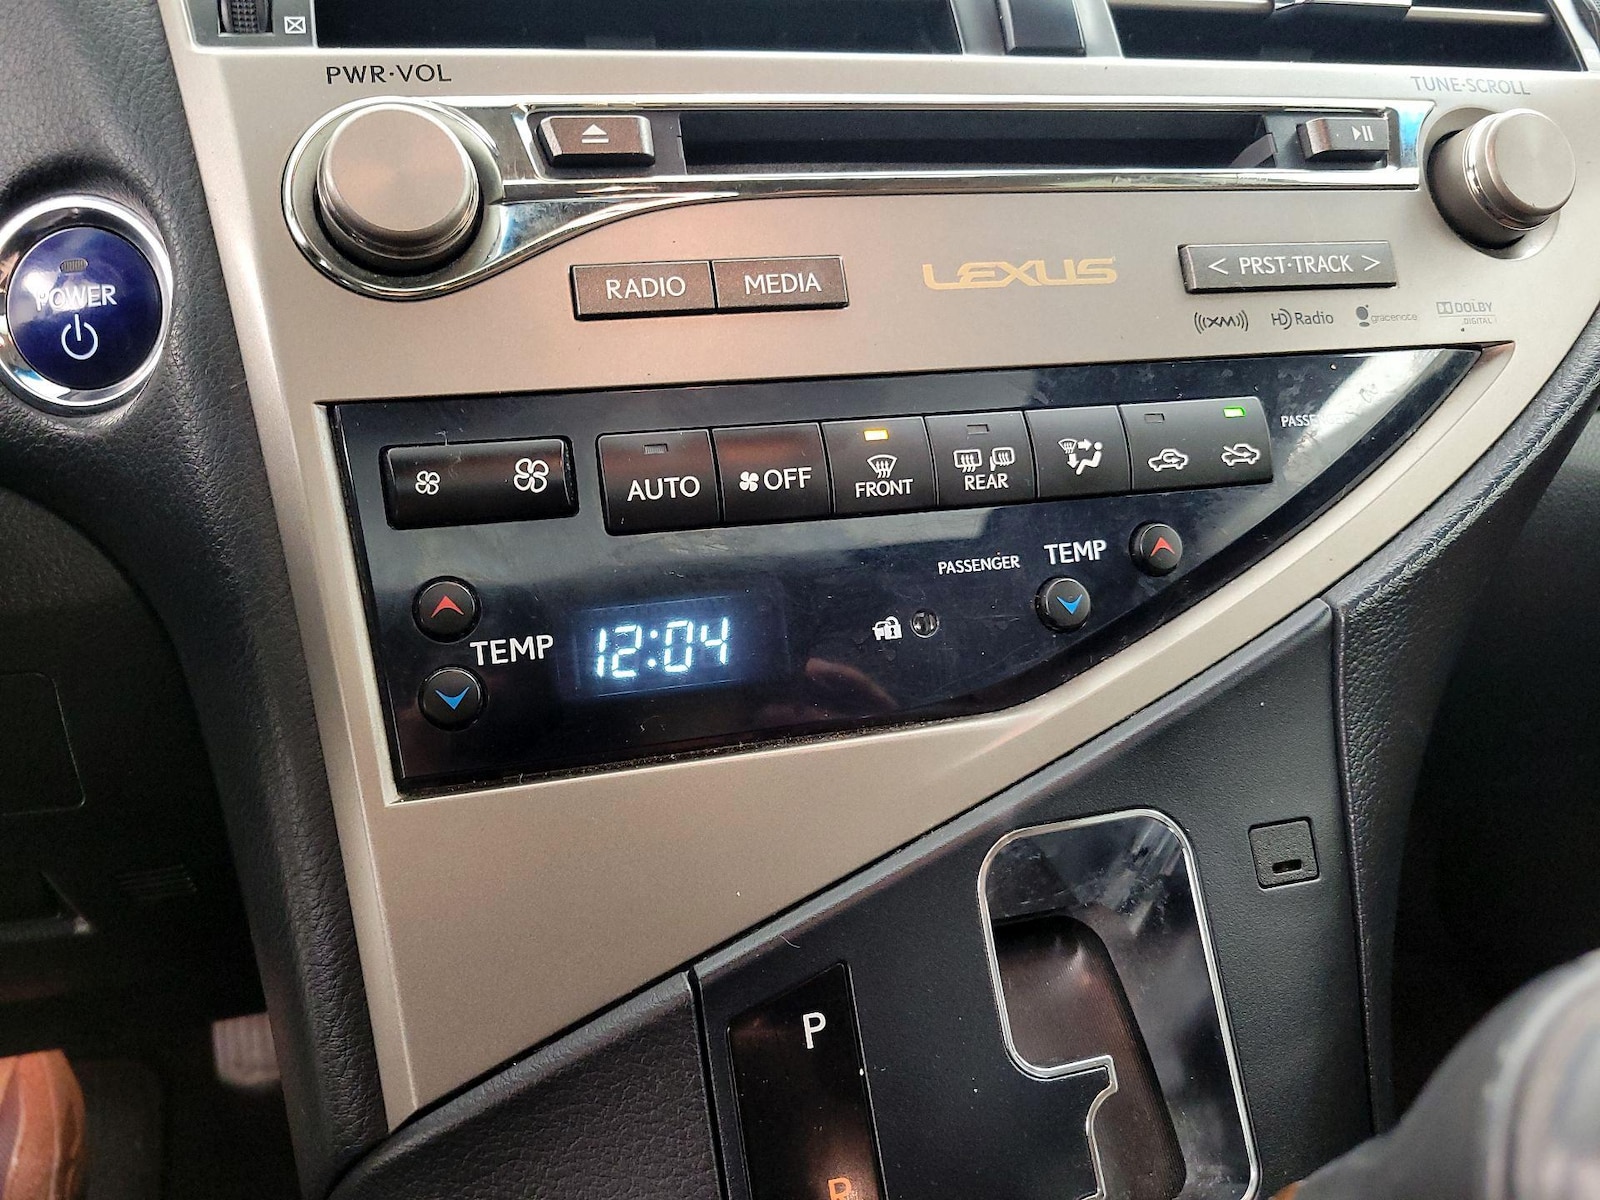 PWR·VOL
TUNE·SCROLL
POWER
RADIO
MEDIA
LEXUS
< PRST·TRACK >
((XM))
HD Radio
gracenote
DOLBY
DIGITAL
AUTO
OFF
FRONT
REAR
TEMP
12:04
PASSENGER
TEMP
P
R